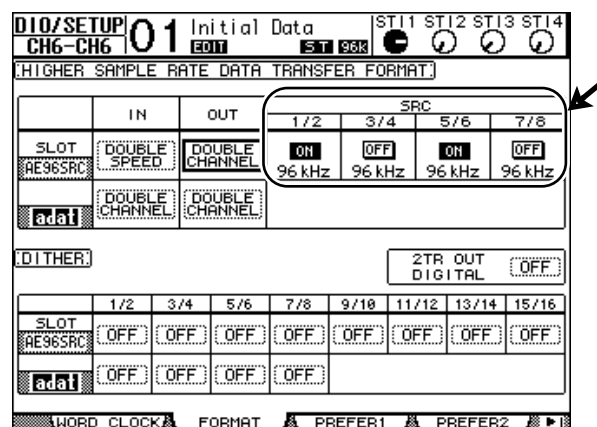 DIO/SETUP 01 Initial Data STI1 STI2 STI3 STI4
CH6-CH6 EDIT ST 96k
HIGHER SAMPLE RATE DATA TRANSFER FORMAT
IN OUT SRC
1/2 3/4 5/6 7/8
SLOT DOUBLE SPEED DOUBLE CHANNEL ON OFF ON OFF
AE96SRC 96 kHz 96 kHz 96 kHz 96 kHz
adat DOUBLE CHANNEL DOUBLE CHANNEL
DITHER 2TR OUT DIGITAL OFF
1/2 3/4 5/6 7/8 9/10 11/12 13/14 15/16
SLOT AE96SRC OFF OFF OFF OFF OFF OFF OFF OFF
adat OFF OFF OFF OFF
WORD CLOCK FORMAT PREFER1 PREFER2